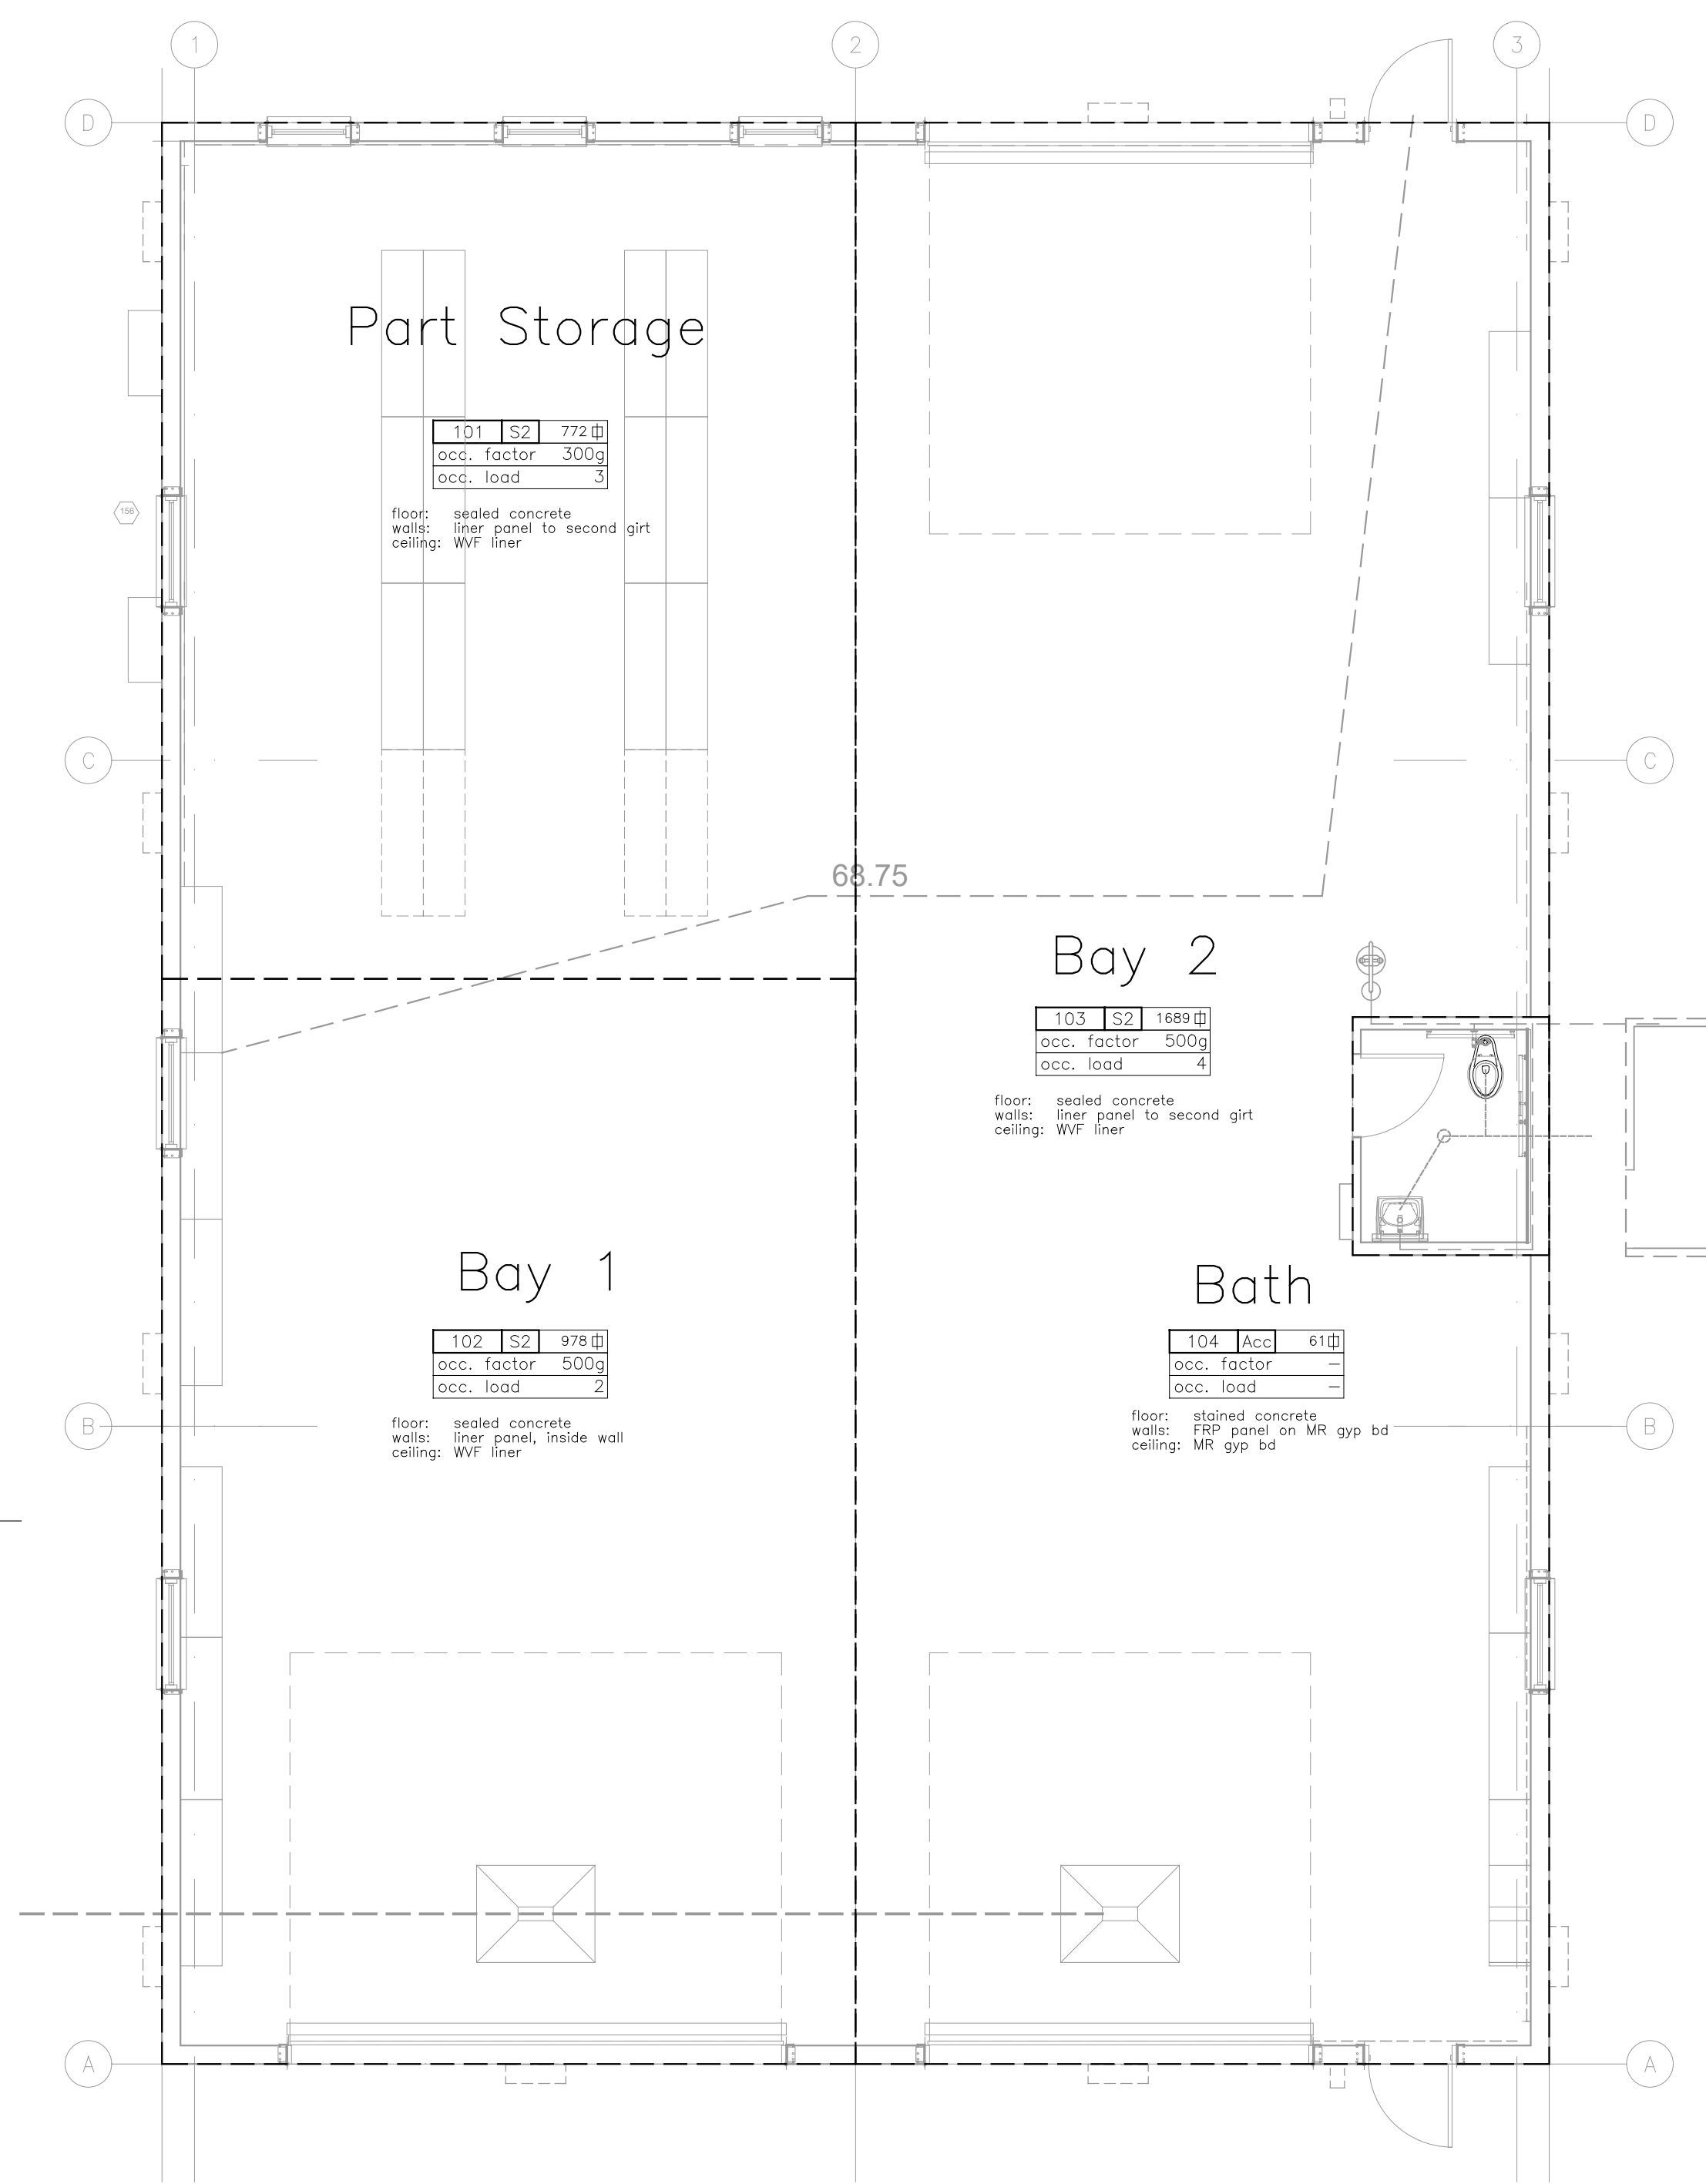 1
2
3
D
D
Part Storage
101 S2 772
occ. factor 300g
occ. load 3
156
floor: sealed concrete
walls: liner panel to second girt
ceiling: WVF liner
C
C
68.75
Bay 2
103 S2 1689
occ. factor 500g
occ. load 4
floor: sealed concrete
walls: liner panel to second girt
ceiling: WVF liner
Bay 1
102 S2 978
occ. factor 500g
occ. load 2
floor: sealed concrete
walls: liner panel, inside wall
ceiling: WVF liner
Bath
104 Acc 61
occ. factor –
occ. load –
floor: stained concrete
walls: FRP panel on MR gyp bd
ceiling: MR gyp bd
B
B
A
A